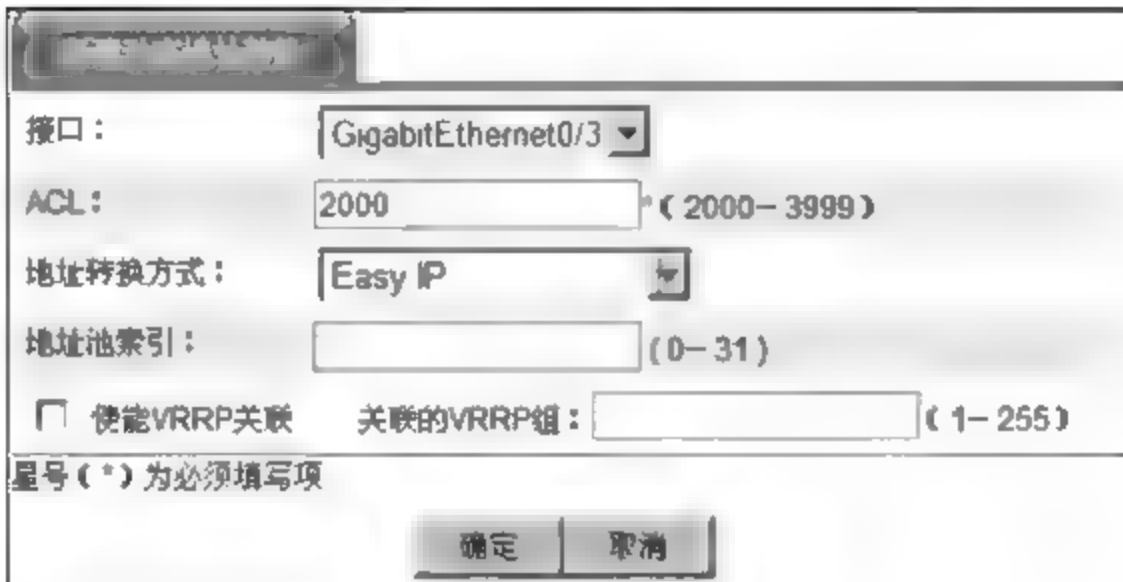 接口： GigabitEthernet0/3
ACL： 2000 *（2000－3999）
地址转换方式： Easy IP
地址池索引： （0－31）
使能VRRP关联 关联的VRRP组： （1－255）
星号（*）为必须填写项
确定 取消